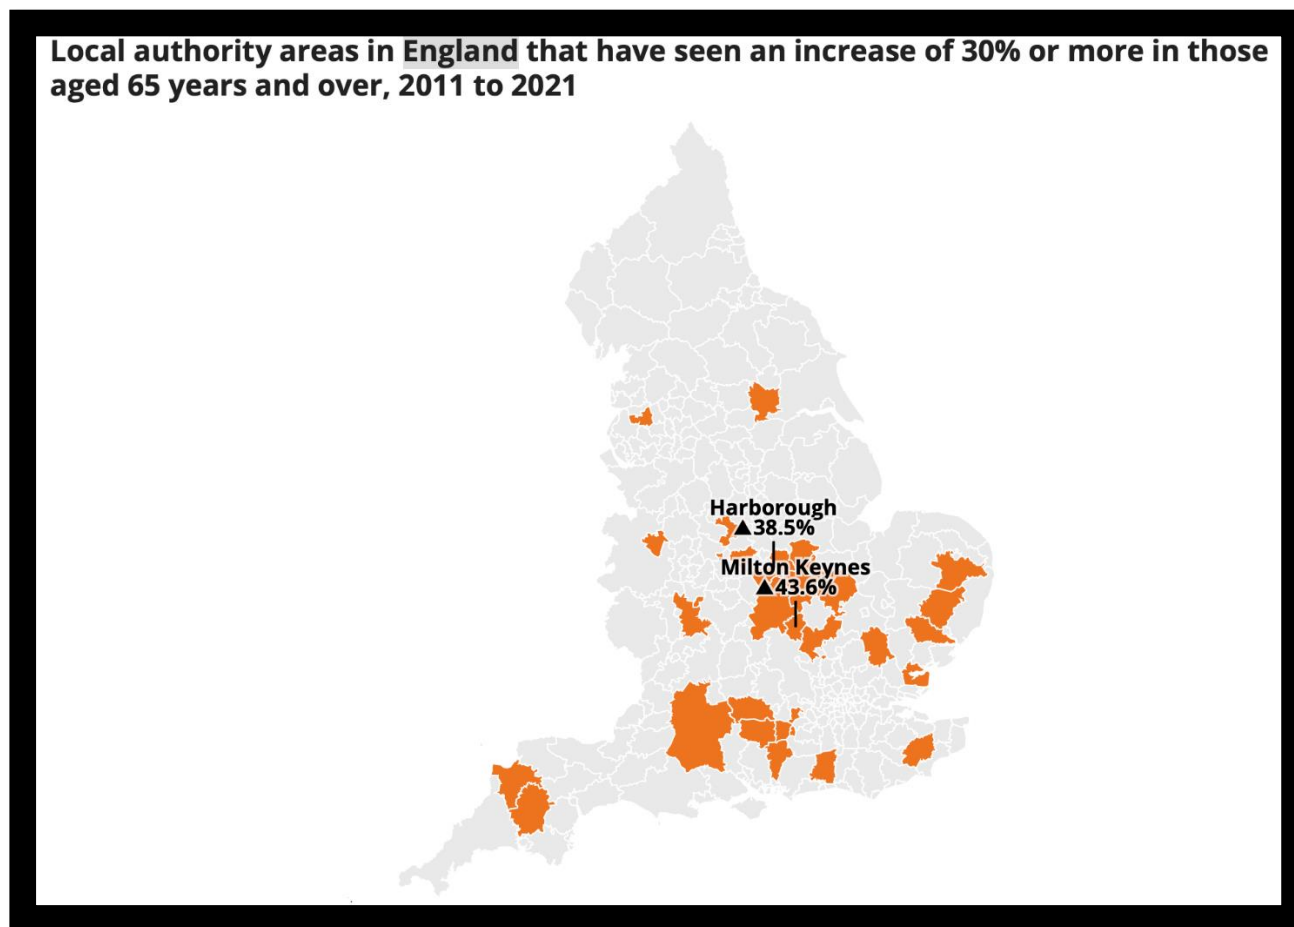 Local authority areas in England that have seen an increase of 30% or more in those
aged 65 years and over, 2011 to 2021
Harborough
▲38.5%
Milton Keynes
▲43.6%